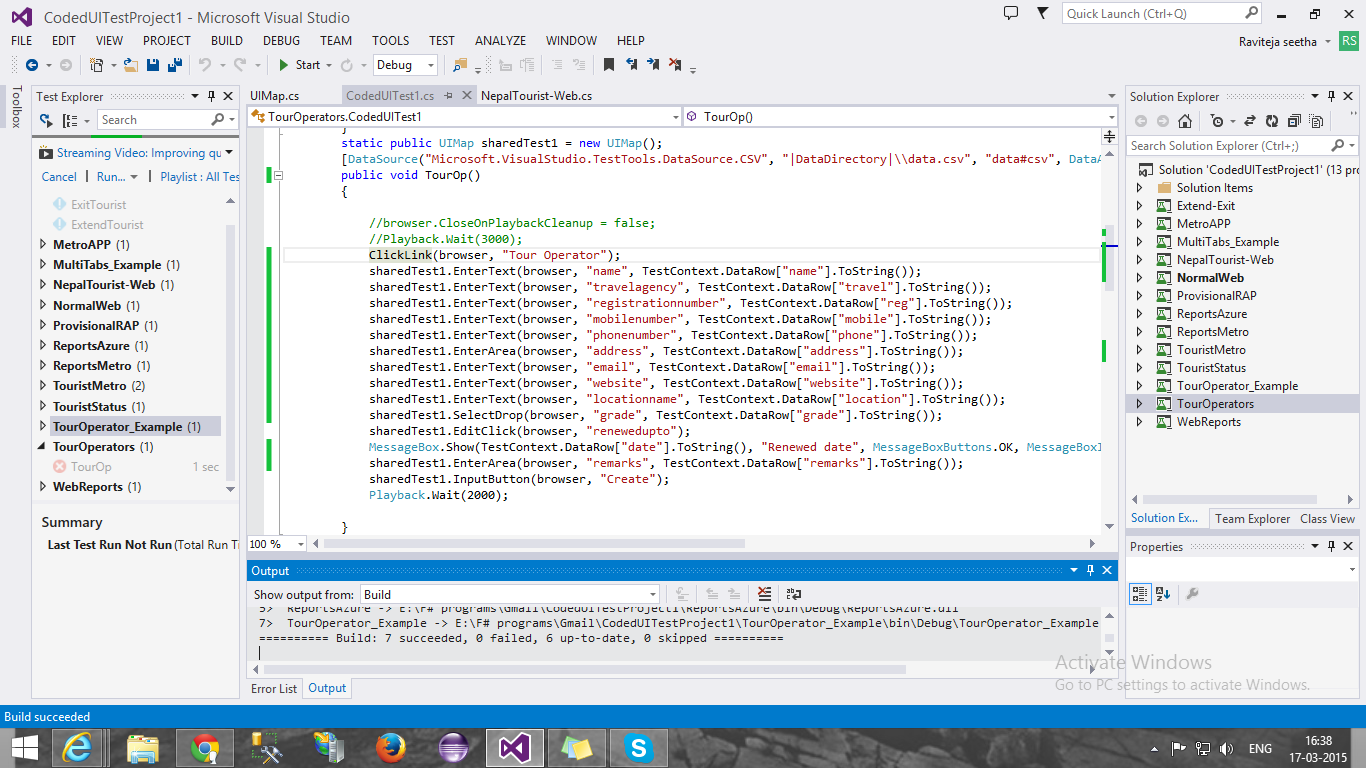 CodedUITestProject1 - Microsoft Visual Studio
Quick Launch (Ctrl+Q)
FILE EDIT VIEW PROJECT BUILD DEBUG TEAM TOOLS TEST ANALYZE WINDOW HELP
Raviteja seetha RS
Start Debug
Toolbox
Test Explorer
Search
Streaming Video: Improving qu
Cancel Run... Playlist : All Tes
ExitTourist
ExtendTourist
MetroAPP (1)
MultiTabs_Example (1)
NepalTourist-Web (1)
NormalWeb (1)
ProvisionalRAP (1)
ReportsAzure (1)
ReportsMetro (1)
TouristMetro (2)
TouristStatus (1)
TourOperator_Example (1)
TourOperators (1)
TourOp 1 sec
WebReports (1)
Summary
Last Test Run Not Run (Total Run T
UIMap.cs CodedUITest1.cs NepalTourist-Web.cs
TourOperators.CodedUITest1 TourOp()
}
static public UIMap sharedTest1 = new UIMap();
[DataSource("Microsoft.VisualStudio.TestTools.DataSource.CSV", "|DataDirectory|\\data.csv", "data#csv", DataA
public void TourOp()
{
//browser.CloseOnPlaybackCleanup = false;
//Playback.Wait(3000);
ClickLink(browser, "Tour Operator");
sharedTest1.EnterText(browser, "name", TestContext.DataRow["name"].ToString());
sharedTest1.EnterText(browser, "travelagency", TestContext.DataRow["travel"].ToString());
sharedTest1.EnterText(browser, "registrationnumber", TestContext.DataRow["reg"].ToString());
sharedTest1.EnterText(browser, "mobilenumber", TestContext.DataRow["mobile"].ToString());
sharedTest1.EnterText(browser, "phonenumber", TestContext.DataRow["phone"].ToString());
sharedTest1.EnterArea(browser, "address", TestContext.DataRow["address"].ToString());
sharedTest1.EnterText(browser, "email", TestContext.DataRow["email"].ToString());
sharedTest1.EnterText(browser, "website", TestContext.DataRow["website"].ToString());
sharedTest1.EnterText(browser, "locationname", TestContext.DataRow["location"].ToString());
sharedTest1.SelectDrop(browser, "grade", TestContext.DataRow["grade"].ToString());
sharedTest1.EditClick(browser, "renewedupto");
MessageBox.Show(TestContext.DataRow["date"].ToString(), "Renewed date", MessageBoxButtons.OK, MessageBoxI
sharedTest1.EnterArea(browser, "remarks", TestContext.DataRow["remarks"].ToString());
sharedTest1.InputButton(browser, "Create");
Playback.Wait(2000);
}
100 %
Output
Show output from: Build
5> ReportsAzure -> E:\F# programs\Gmail\CodedUITestProject1\ReportsAzure\bin\Debug\ReportsAzure.dll
7> TourOperator_Example -> E:\F# programs\Gmail\CodedUITestProject1\TourOperator_Example\bin\Debug\TourOperator_Example
========== Build: 7 succeeded, 0 failed, 6 up-to-date, 0 skipped ==========
Error List Output
Solution Explorer
Search Solution Explorer (Ctrl+;)
Solution 'CodedUITestProject1' (13 pro
Solution Items
Extend-Exit
MetroAPP
MultiTabs_Example
NepalTourist-Web
NormalWeb
ProvisionalRAP
ReportsAzure
ReportsMetro
TouristMetro
TouristStatus
TourOperator_Example
TourOperators
WebReports
Solution Ex... Team Explorer Class View
Properties
Activate Windows
Go to PC settings to activate Windows.
Build succeeded
ENG
16:38
17-03-2015